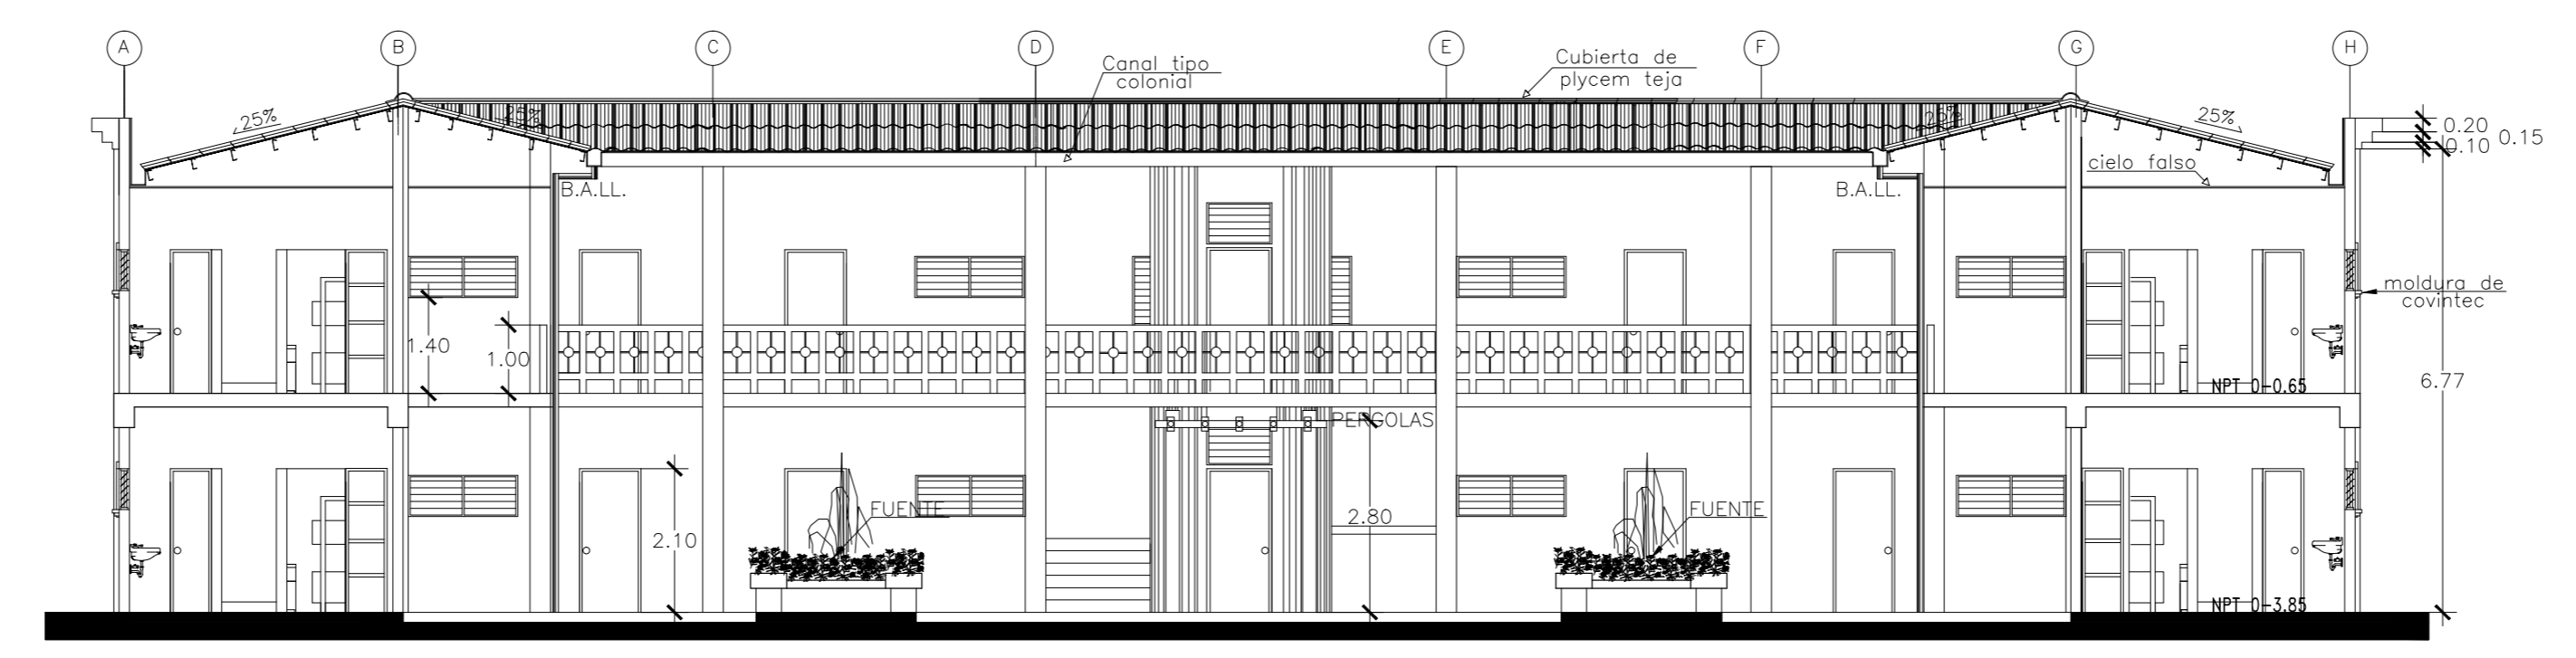 A
B
C
D
E
F
G
H
Canal tipo
colonial
Cubierta de
plycem teja
25%
25%
25%
25%
0.20
0.15
0.10
cielo falso
B.A.LL.
B.A.LL.
moldura de
covintec
1.40
1.00
NPT 0-0.65
6.77
PERGOLAS
FUENTE
FUENTE
2.80
2.10
NPT 0-3.85